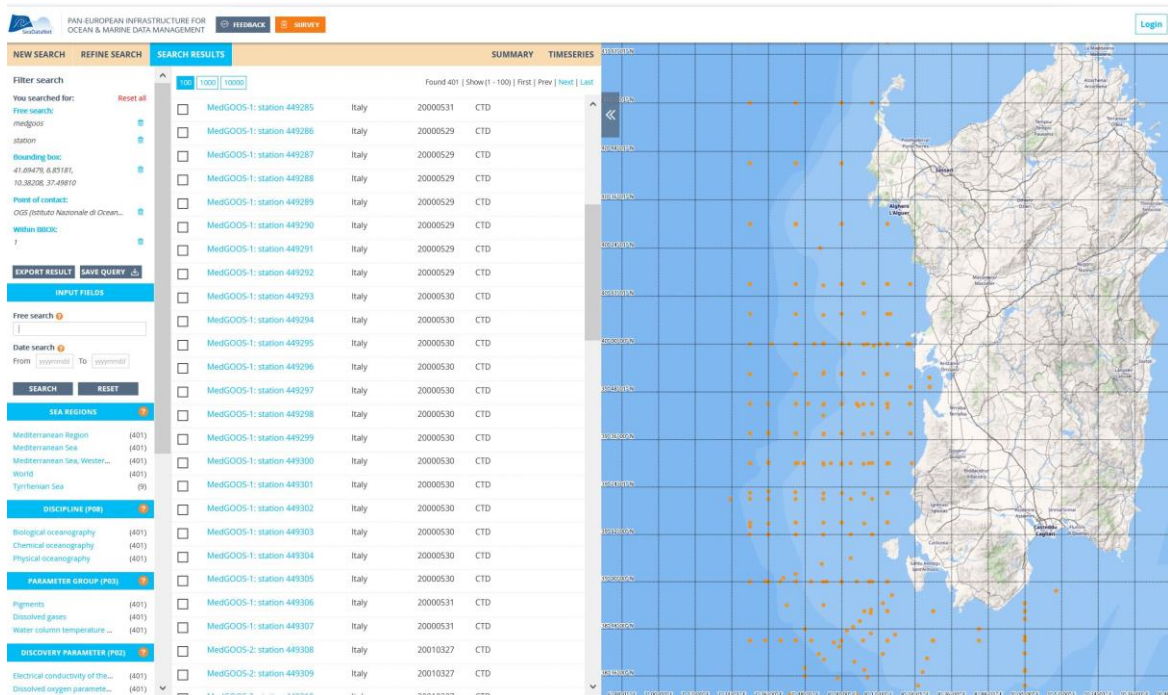 SeaDataNet
PAN-EUROPEAN INFRASTRUCTURE FOR
OCEAN & MARINE DATA
MANAGEMENT
FEEDBACK
SURVEY
Login
NEW SEARCH
REFINE SEARCH
SEARCH RESULTS
SUMMARY
TIMESERIES
Filter search
You searched for:
Reset all
Free search:
medgoos
station
Bounding box:
41.69479, 6.85181,
10.38208, 37.49810
Point of contact:
OGS (Istituto Nazionale di Ocean...
Within BBOX:
1
EXPORT RESULT
SAVE QUERY
INPUT FIELDS
Free search
Date search
From yyyymmdd To yyyymmdd
SEARCH
RESET
SEA REGIONS
Mediterranean Region (401)
Mediterranean Sea (401)
Mediterranean Sea, Wester... (401)
World (401)
Tyrrhenian Sea (9)
DISCIPLINE (P08)
Biological oceanography (401)
Chemical oceanography (401)
Physical oceanography (401)
PARAMETER GROUP (P03)
Pigments (401)
Dissolved gases (401)
Water column temperature ... (401)
DISCOVERY PARAMETER (P02)
Electrical conductivity of the... (401)
Dissolved oxygen paramete... (401)
100 1000 10000
Found 401 | Show (1 - 100) | First | Prev | Next | Last
MedGOOS-1: station 449285 Italy 20000531 CTD
MedGOOS-1: station 449286 Italy 20000529 CTD
MedGOOS-1: station 449287 Italy 20000529 CTD
MedGOOS-1: station 449288 Italy 20000529 CTD
MedGOOS-1: station 449289 Italy 20000529 CTD
MedGOOS-1: station 449290 Italy 20000529 CTD
MedGOOS-1: station 449291 Italy 20000529 CTD
MedGOOS-1: station 449292 Italy 20000529 CTD
MedGOOS-1: station 449293 Italy 20000530 CTD
MedGOOS-1: station 449294 Italy 20000530 CTD
MedGOOS-1: station 449295 Italy 20000530 CTD
MedGOOS-1: station 449296 Italy 20000530 CTD
MedGOOS-1: station 449297 Italy 20000530 CTD
MedGOOS-1: station 449298 Italy 20000530 CTD
MedGOOS-1: station 449299 Italy 20000530 CTD
MedGOOS-1: station 449300 Italy 20000530 CTD
MedGOOS-1: station 449301 Italy 20000530 CTD
MedGOOS-1: station 449302 Italy 20000530 CTD
MedGOOS-1: station 449303 Italy 20000530 CTD
MedGOOS-1: station 449304 Italy 20000530 CTD
MedGOOS-1: station 449305 Italy 20000530 CTD
MedGOOS-1: station 449306 Italy 20000531 CTD
MedGOOS-1: station 449307 Italy 20000531 CTD
MedGOOS-2: station 449308 Italy 20010327 CTD
MedGOOS-2: station 449309 Italy 20010327 CTD
Sassari
Alghero
L'Alguer
Cagliari